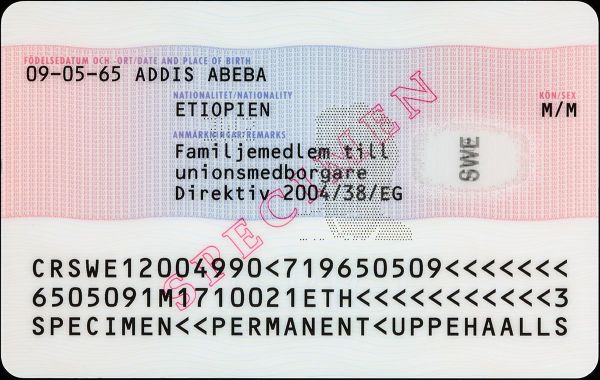 FÖDELSEDATUM OCH -ORT/DATE AND PLACE OF BIRTH
09-05-65 ADDIS ABEBA
NATIONALITET/NATIONALITY
KÖN/SEX
ETIOPIEN
M/M
ANMÄRKNINGAR/REMARKS
Familjemedlem till
unionsmedborgare
Direktiv 2004/38/EG
SWE
SPECIMEN
CRSWE12004990<719650509<<<<<<<
6505091M1710021ETH<<<<<<<<<<<3
SPECIMEN<<PERMANENT<UPPEHAALLS